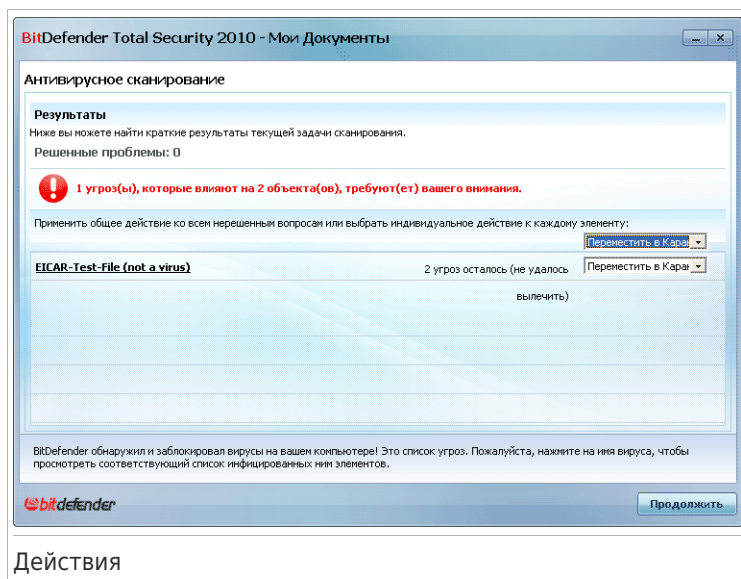 BitDefender Total Security 2010 - Мои Документы
Антивирусное сканирование
Результаты
Ниже вы можете найти краткие результаты текущей задачи сканирования.
Решенные проблемы: 0
1 угроз(ы), которые влияют на 2 объекта(ов), требуют(ет) вашего внимания.
Применить общее действие ко всем нерешенным вопросам или выбрать индивидуальное действие к каждому элементу:
Переместить в Кара
EICAR-Test-File (not a virus)
2 угроз осталось (не удалось вылечить)
Переместить в Кара
BitDefender обнаружил и заблокировал вирусы на вашем компьютере! Это список угроз. Пожалуйста, нажмите на имя вируса, чтобы
просмотреть соответствующий список инфицированных ним элементов.
bitdefender
Продолжить
Действия